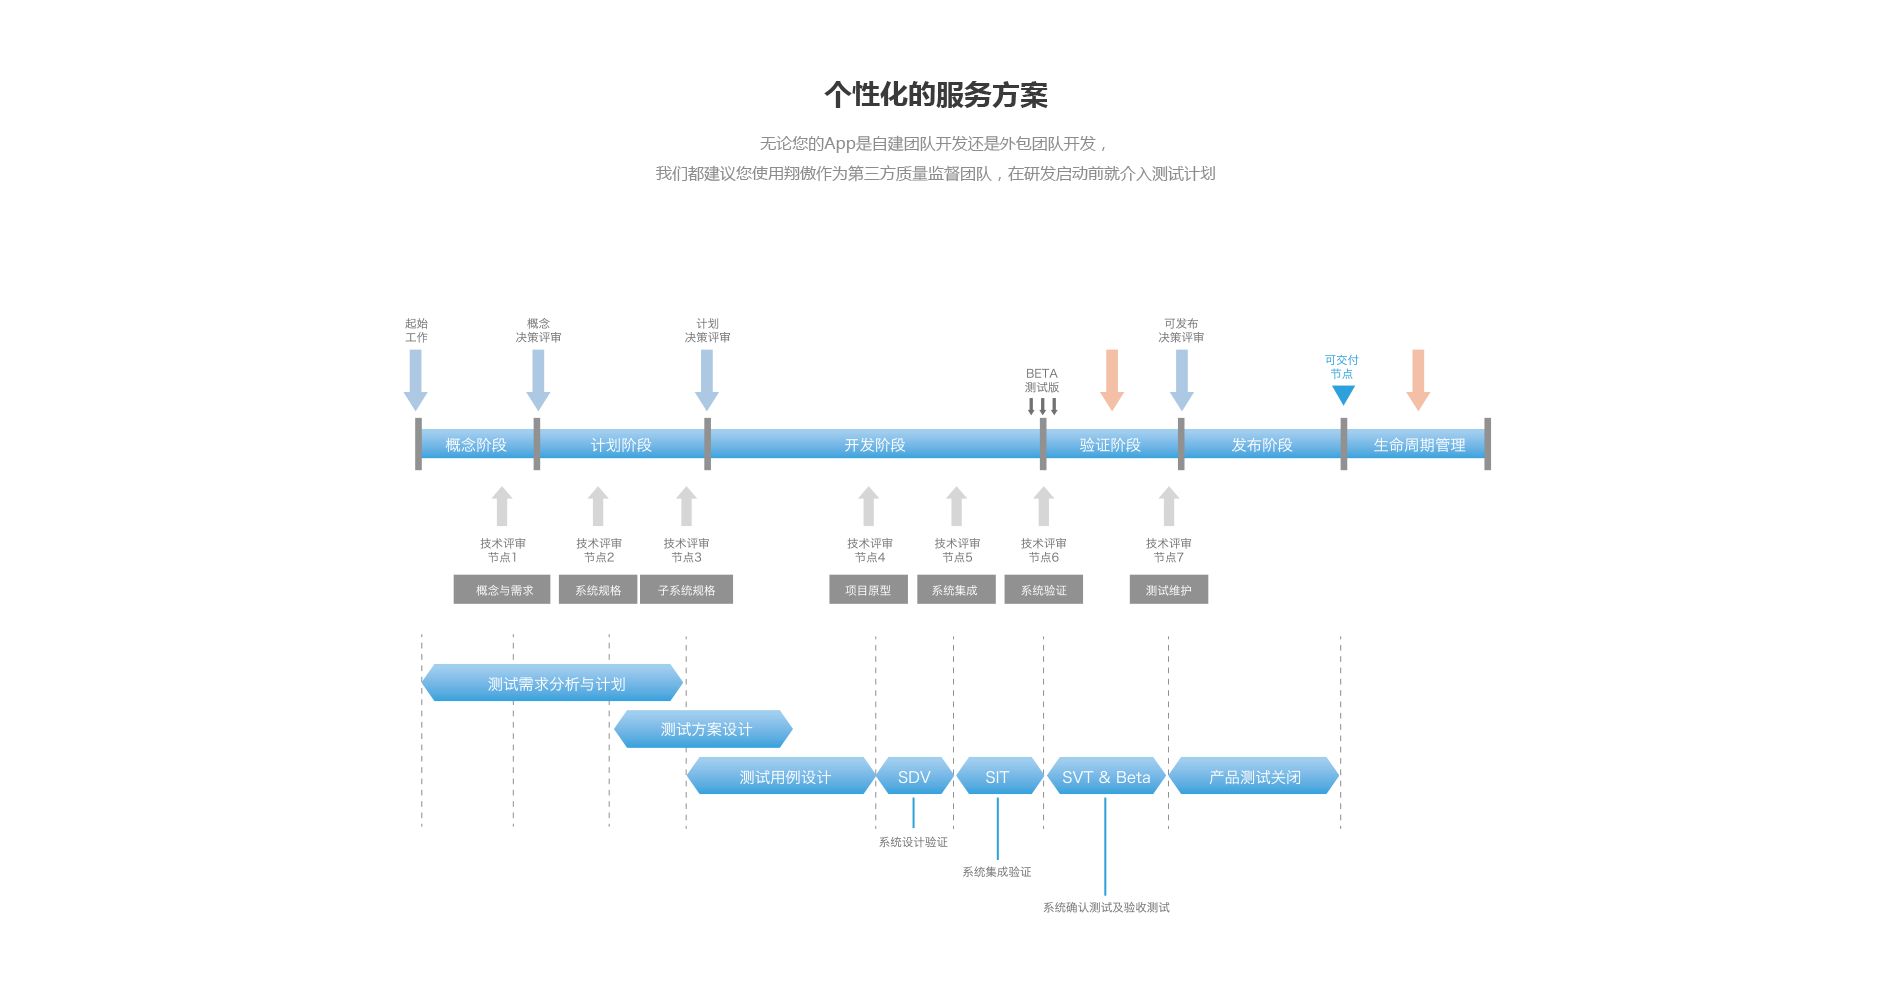 个性化的服务方案
无论您的App是自建团队开发还是外包团队开发，
我们都建议您使用翔傲作为第三方质量监督团队，在研发启动前就介入测试计划
起始
工作
概念
决策评审
计划
决策评审
BETA
测试版
可发布
决策评审
可交付
节点
概念阶段
计划阶段
开发阶段
验证阶段
发布阶段
生命周期管理
技术评审
节点1
技术评审
节点2
技术评审
节点3
技术评审
节点4
技术评审
节点5
技术评审
节点6
技术评审
节点7
概念与需求
系统规格
子系统规格
项目原型
系统集成
系统验证
测试维护
测试需求分析与计划
测试方案设计
测试用例设计
SDV
SIT
SVT & Beta
产品测试关闭
系统设计验证
系统集成验证
系统确认测试及验收测试